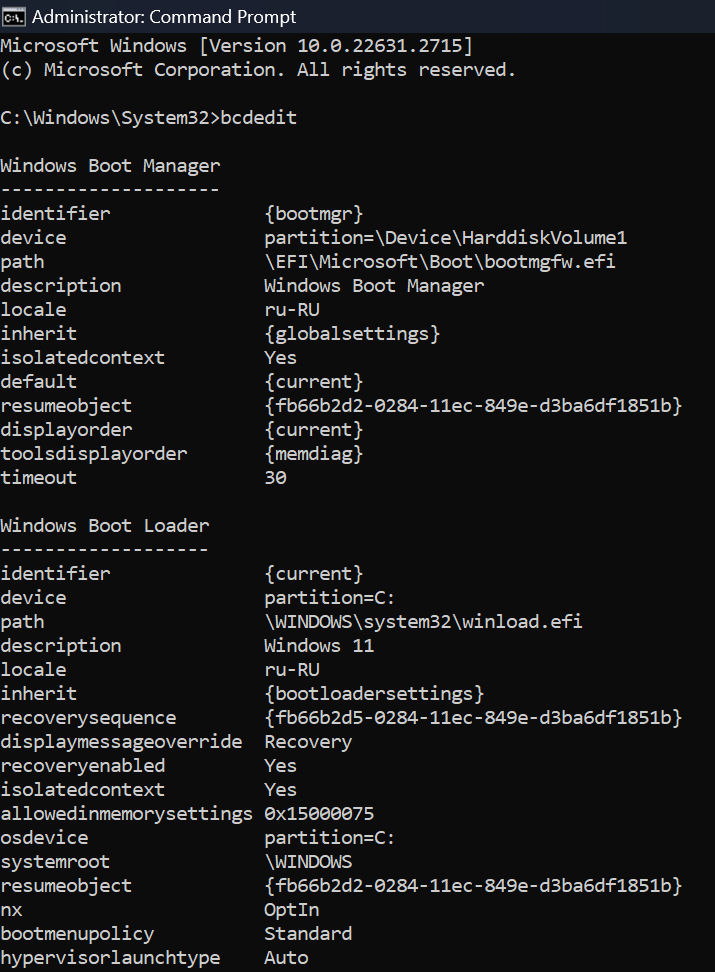 Administrator: Command Prompt
Microsoft Windows [Version 10.0.22631.2715]
(c) Microsoft Corporation. All rights reserved.
C:\Windows\System32>bcdedit
Windows Boot Manager
--------------------
identifier              {bootmgr}
device                  partition=\Device\HarddiskVolume1
path                    \EFI\Microsoft\Boot\bootmgfw.efi
description             Windows Boot Manager
locale                  ru-RU
inherit                 {globalsettings}
isolatedcontext         Yes
default                 {current}
resumeobject            {fb66b2d2-0284-11ec-849e-d3ba6df1851b}
displayorder            {current}
toolsdisplayorder       {memdiag}
timeout                 30
Windows Boot Loader
-------------------
identifier              {current}
device                  partition=C:
path                    \WINDOWS\system32\winload.efi
description             Windows 11
locale                  ru-RU
inherit                 {bootloadersettings}
recoverysequence        {fb66b2d5-0284-11ec-849e-d3ba6df1851b}
displaymessageoverride  Recovery
recoveryenabled         Yes
isolatedcontext         Yes
allowedinmemorysettings 0x15000075
osdevice                partition=C:
systemroot              \WINDOWS
resumeobject            {fb66b2d2-0284-11ec-849e-d3ba6df1851b}
nx                      OptIn
bootmenupolicy          Standard
hypervisorlaunchtype    Auto